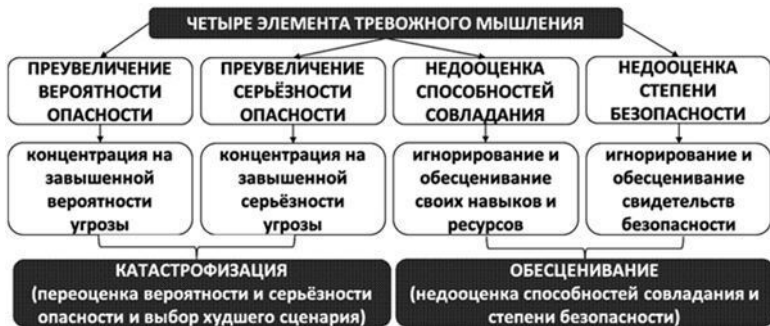 ЧЕТЫРЕ ЭЛЕМЕНТА ТРЕВОЖНОГО МЫШЛЕНИЯ
ПРЕУВЕЛИЧЕНИЕ
ВЕРОЯТНОСТИ
ОПАСНОСТИ
ПРЕУВЕЛИЧЕНИЕ
СЕРЬЁЗНОСТИ
ОПАСНОСТИ
НЕДООЦЕНКА
СПОСОБНОСТЕЙ
СОВЛАДАНИЯ
НЕДООЦЕНКА
СТЕПЕНИ
БЕЗОПАСНОСТИ
концентрация на
завышенной
вероятности
угрозы
концентрация на
завышенной
серьёзности
угрозы
игнорирование и
обесценивание
своих навыков и
ресурсов
игнорирование и
обесценивание
свидетельств
безопасности
КАТАСТРОФИЗАЦИЯ
(переоценка вероятности и серьёзности
опасности и выбор худшего сценария)
ОБЕСЦЕНИВАНИЕ
(недооценка способностей совладания и
степени безопасности)